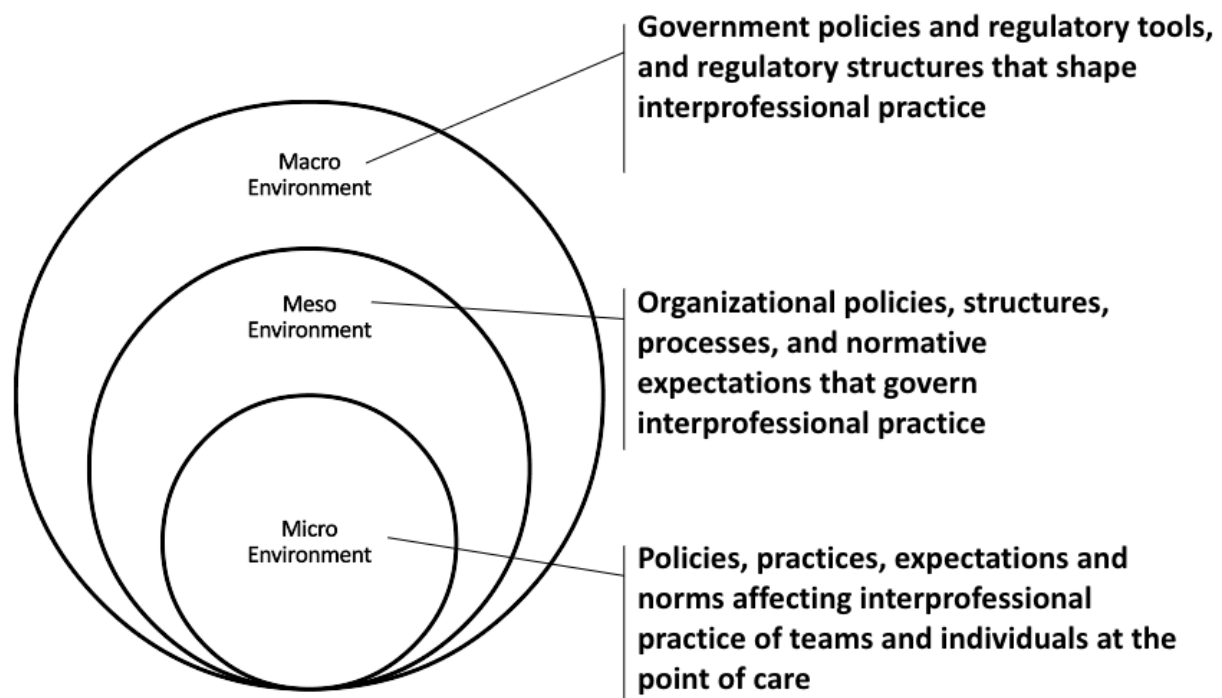 Government policies and regulatory tools,
and regulatory structures that shape
interprofessional practice
Macro
Environment
Meso
Environment
Organizational policies, structures,
processes, and normative
expectations that govern
interprofessional practice
Micro
Environment
Policies, practices, expectations and
norms affecting interprofessional
practice of teams and individuals at the
point of care